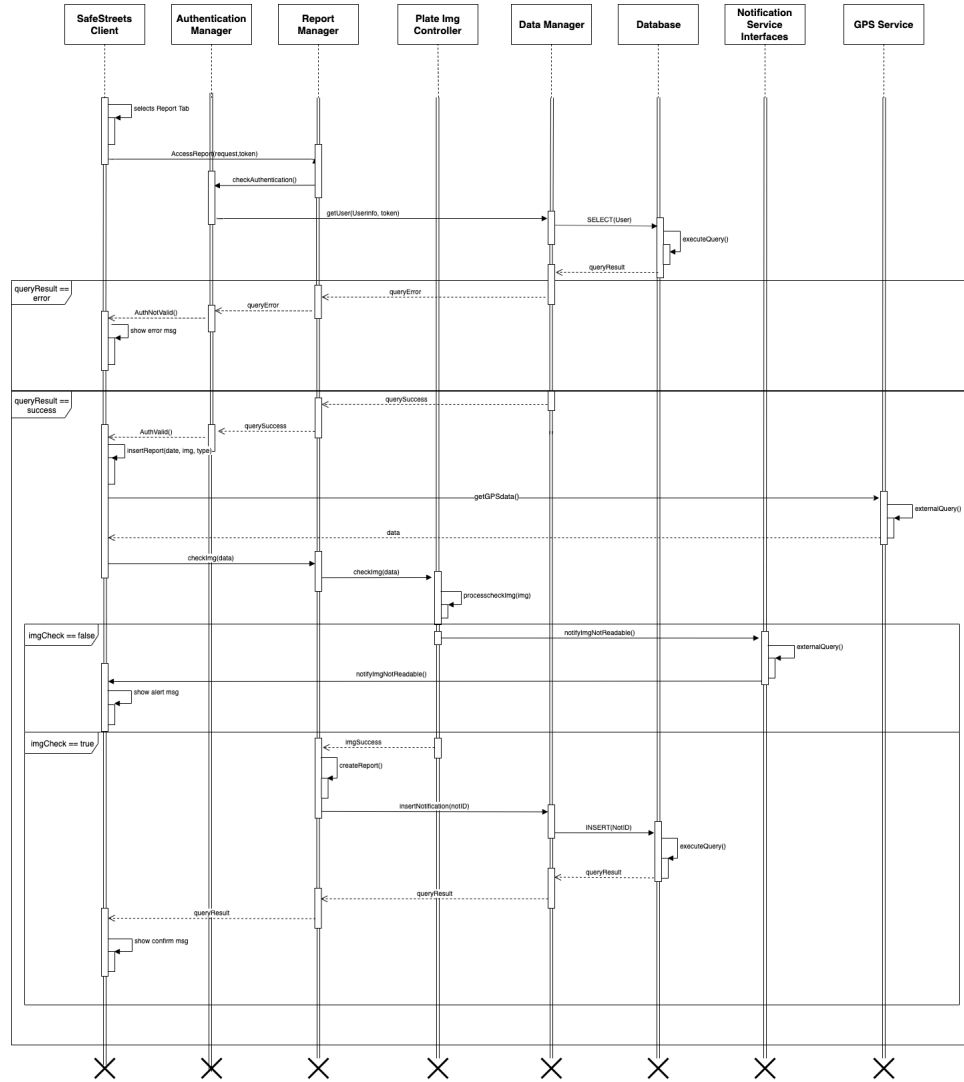 SafeStreets
Client
Authentication
Manager
Report
Manager
Plate Img
Controller
Data Manager
Database
Notification
Service
Interfaces
GPS Service
selects Report Tab
AccessReport(request,token)
checkAuthentication()
getUser(Userinfo, token)
SELECT(User)
executeQuery()
queryResult
queryResult ==
error
queryError
queryError
AuthNotValid()
show error msg
queryResult ==
success
querySuccess
querySuccess
AuthValid()
insertReport(date, img, type)
getGPSdata()
externalQuery()
data
checkImg(data)
checkImg(data)
processcheckImg(img)
imgCheck == false
notifyImgNotReadable()
externalQuery()
notifyImgNotReadable()
show alert msg
imgCheck == true
imgSuccess
createReport()
insertNotification(notID)
INSERT(NotID)
executeQuery()
queryResult
queryResult
queryResult
show confirm msg